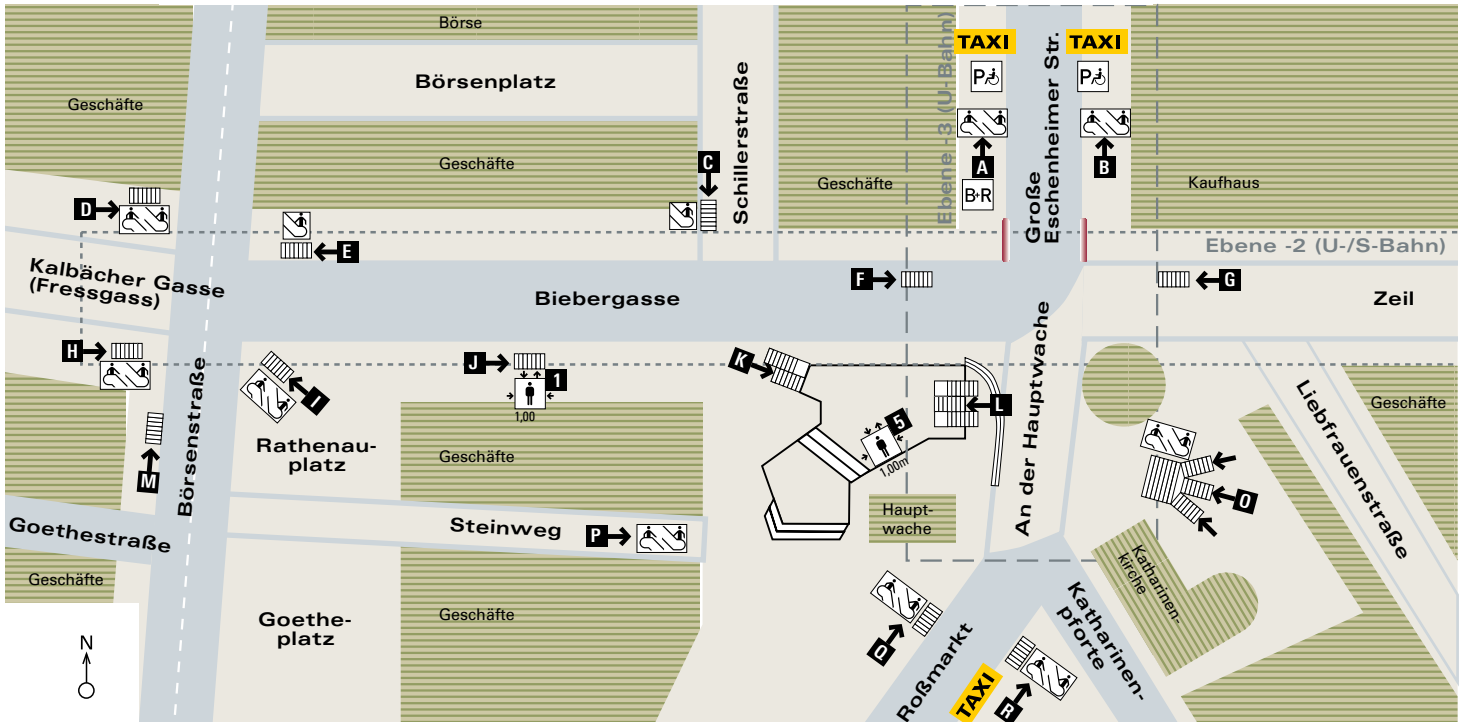 Börse
Börsenplatz
Geschäfte
Geschäfte
Schillerstraße
C
Geschäfte
Ebene -3 (U-Bahn)
TAXI
P
A
B+R
Große
Eschenheimer Str.
TAXI
P
B
Kaufhaus
D
E
Ebene -2 (U-/S-Bahn)
Kalbächer Gasse
(Fressgass)
Biebergasse
F
G
Zeil
H
I
J
1
1,00
K
L
5
1,00m
An der Hauptwache
Liebfrauenstraße
Geschäfte
Börsenstraße
M
Rathenau-
platz
Geschäfte
Haupt-
wache
O
Goethestraße
Steinweg
P
Katharinen-
kirche
Geschäfte
Goethe-
platz
Geschäfte
Q
Roßmarkt
Katharinen-
pforte
TAXI
R
N